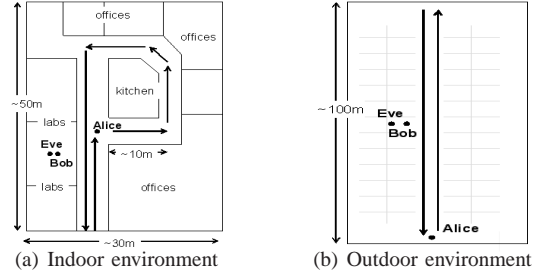 offices
offices
kitchen
~50m
labs
Alice
Eve
Bob
~10m
labs
offices
~30m
(a) Indoor environment
~100m
Eve
Bob
Alice
(b) Outdoor environment